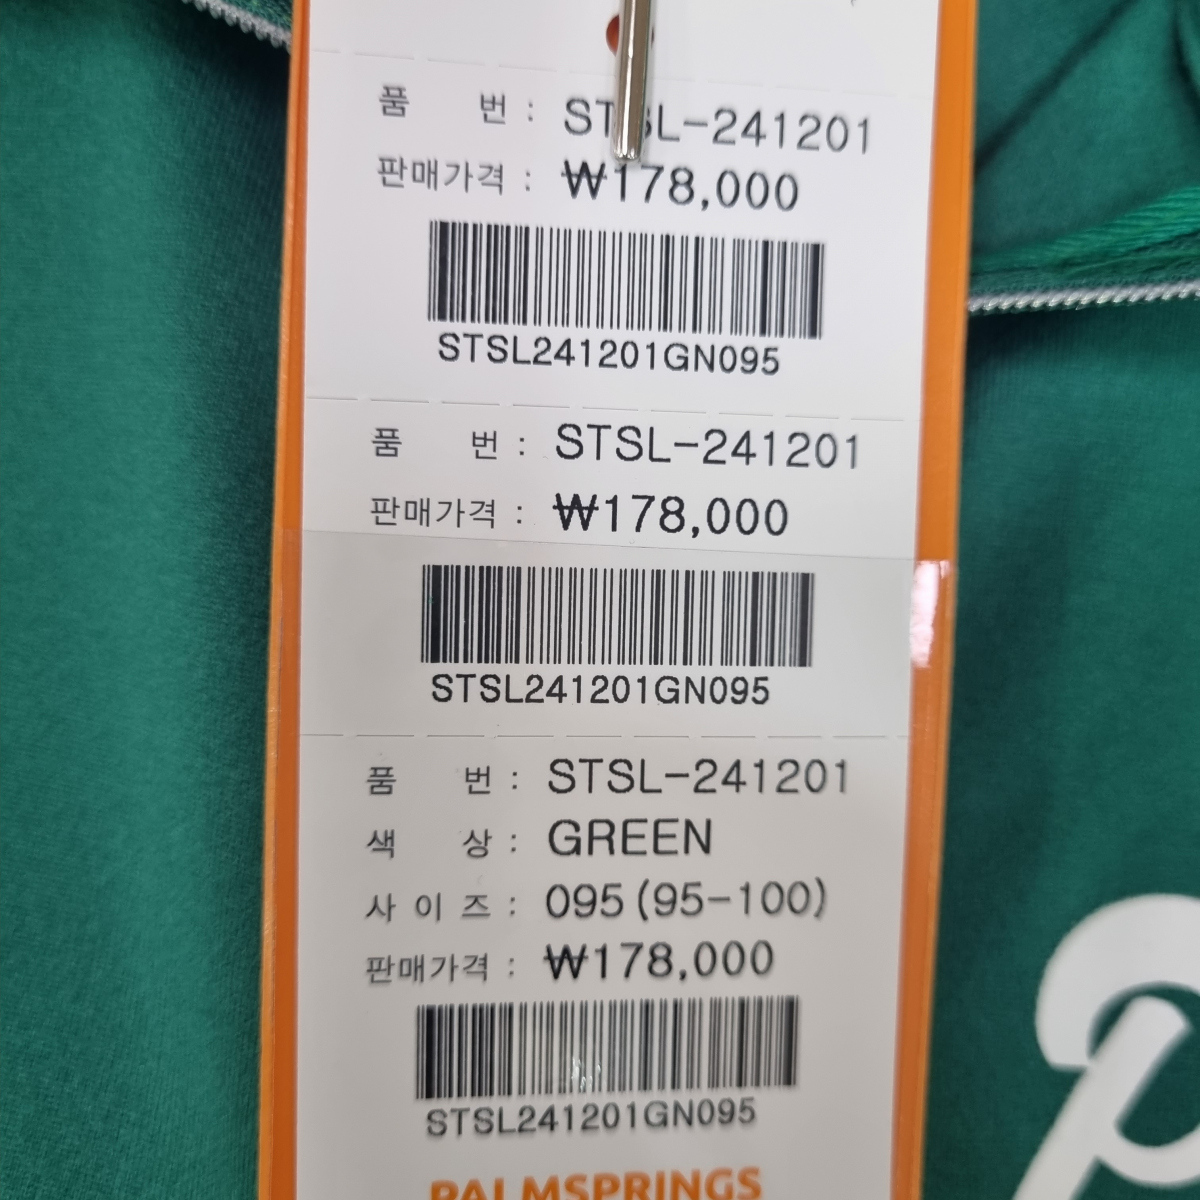 품 번 : STSL-241201
판매가격 : ₩178,000
STSL241201GN095
품 번 : STSL-241201
판매가격 : ₩178,000
STSL241201GN095
품 번 : STSL-241201
색 상 : GREEN
사 이 즈 : 095 (95-100)
판매가격 : ₩178,000
STSL241201GN095
PALMSPRINGS